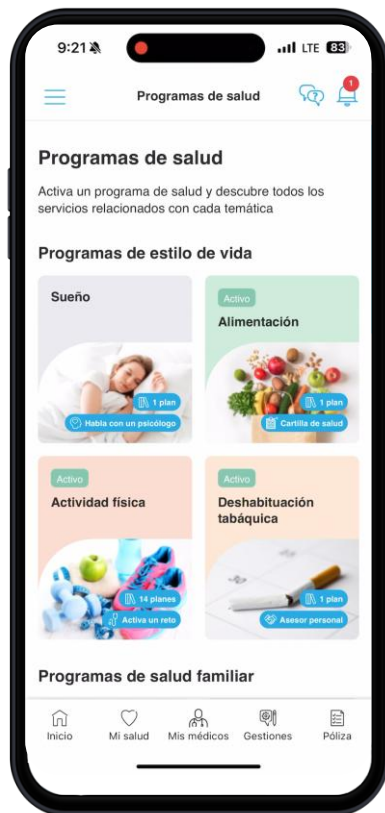 9:21
LTE 83
Programas de salud
1
Programas de salud
Activa un programa de salud y descubre todos los
servicios relacionados con cada temática
Programas de estilo de vida
Sueño
1 plan
Habla con un psicólogo
Activo
Alimentación
1 plan
Cartilla de salud
Activo
Actividad física
14 planes
Activa un reto
Activo
Deshabituación
tabáquica
1 plan
Asesor personal
Programas de salud familiar
Inicio
Mi salud
Mis médicos
Gestiones
Póliza